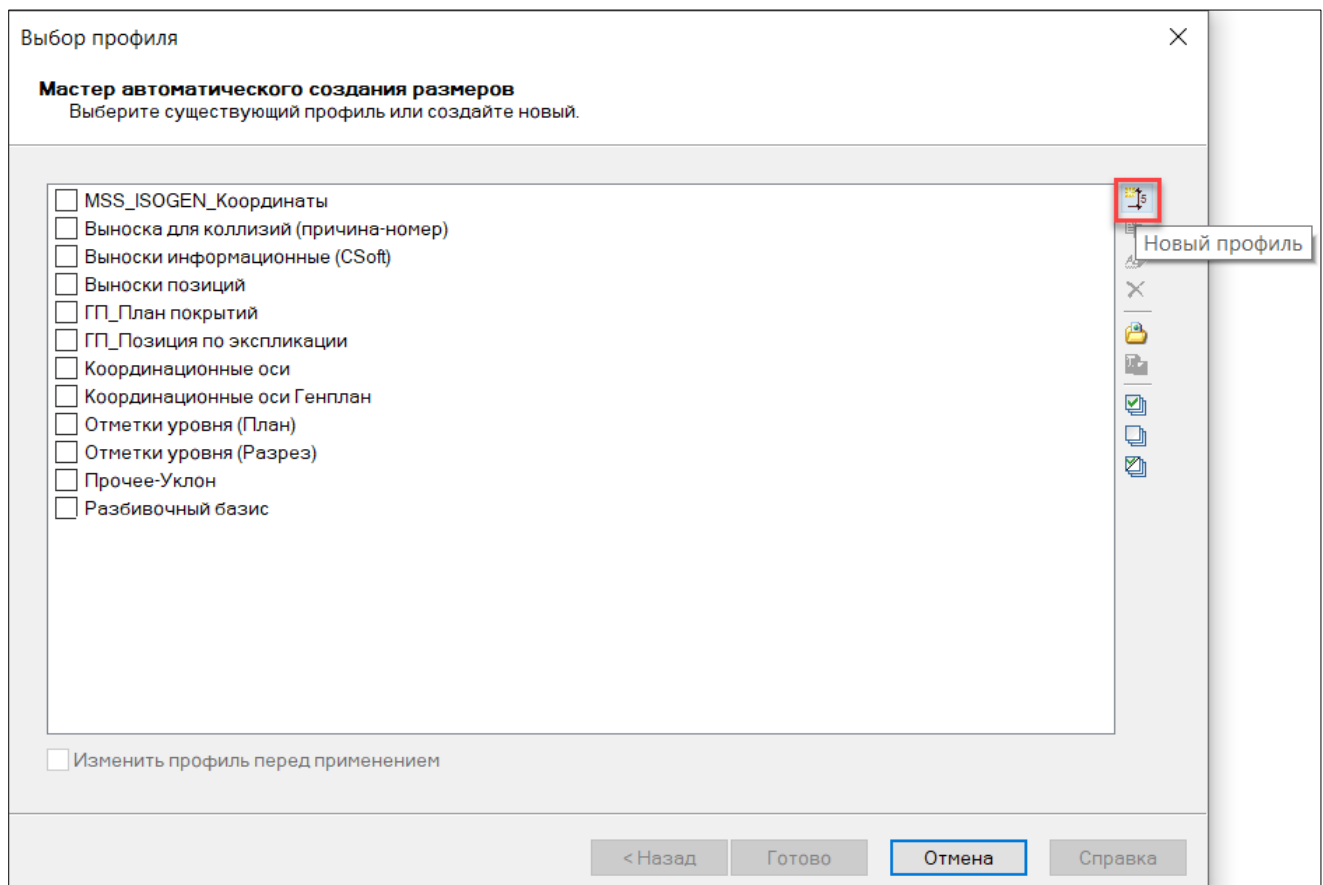 Выбор профиля
Мастер автоматического создания размеров
Выберите существующий профиль или создайте новый.
MSS_ISOGEN_Координаты
Выноска для коллизий (причина-номер)
Выноски информационные (CSoft)
Выноски позиций
ГП_План покрытий
ГП_Позиция по экспликации
Координационные оси
Координационные оси Генплан
Отметки уровня (План)
Отметки уровня (Разрез)
Прочее-Уклон
Разбивочный базис
5
Новый профиль
Изменить профиль перед применением
< Назад
Готово
Отмена
Справка